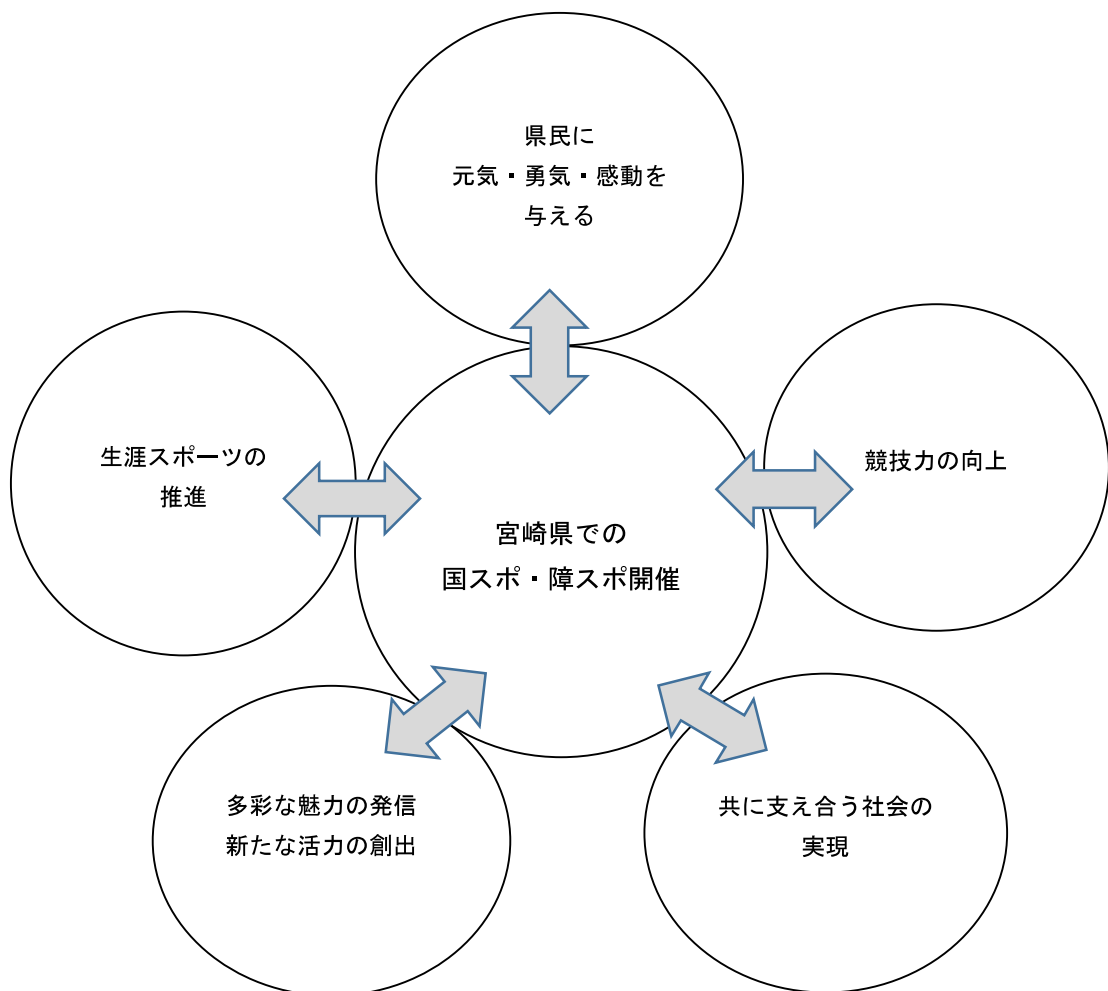 県民に
元気・勇気・感動を
与える
生涯スポーツの
推進
競技力の向上
宮崎県での
国スポ・障スポ開催
多彩な魅力の発信
新たな活力の創出
共に支え合う社会の
実現